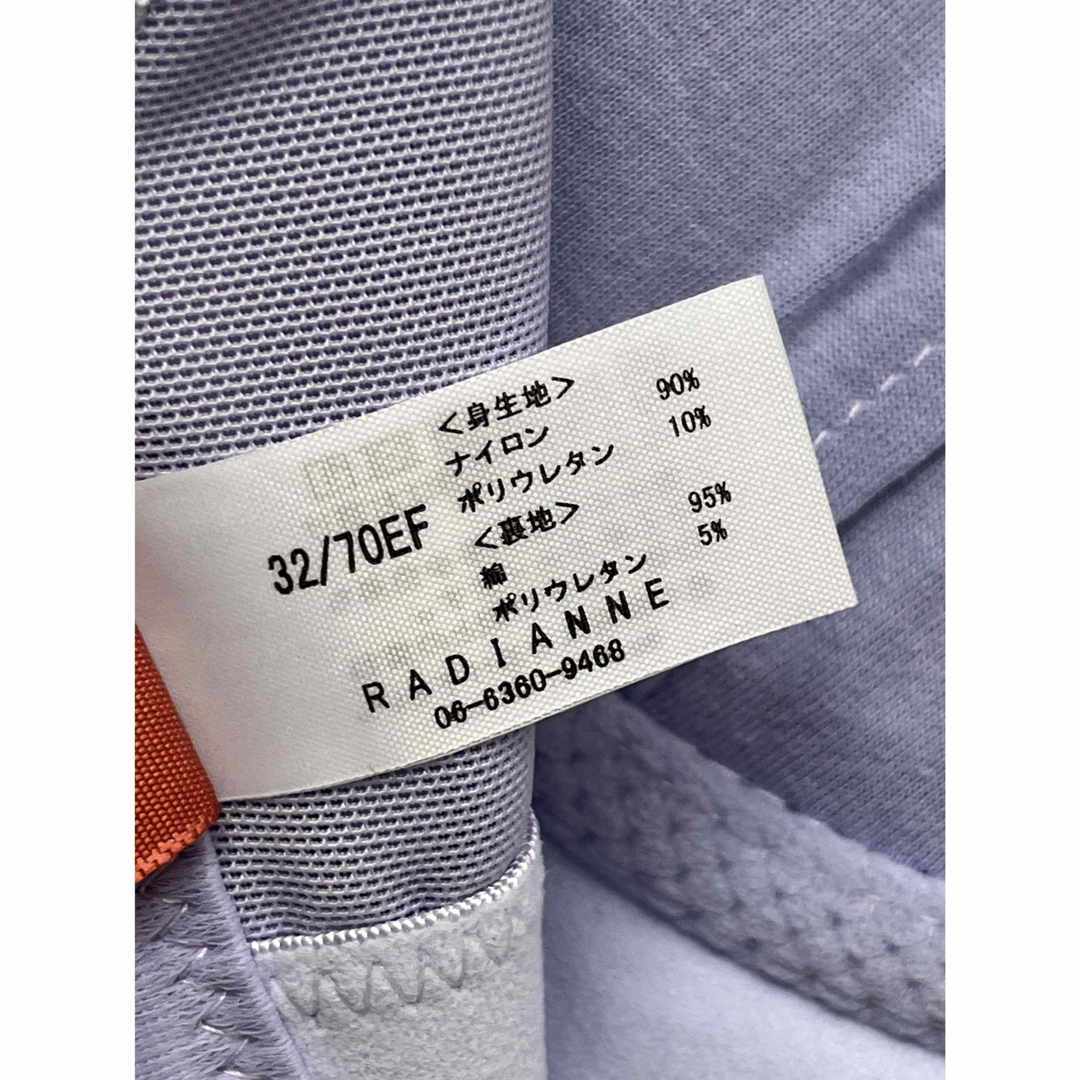 32/70EF
<身生地>
ナイロン 90%
ポリウレタン 10%
<裏地>
綿 95%
ポリウレタン 5%
RADIANNE
06-6360-9468